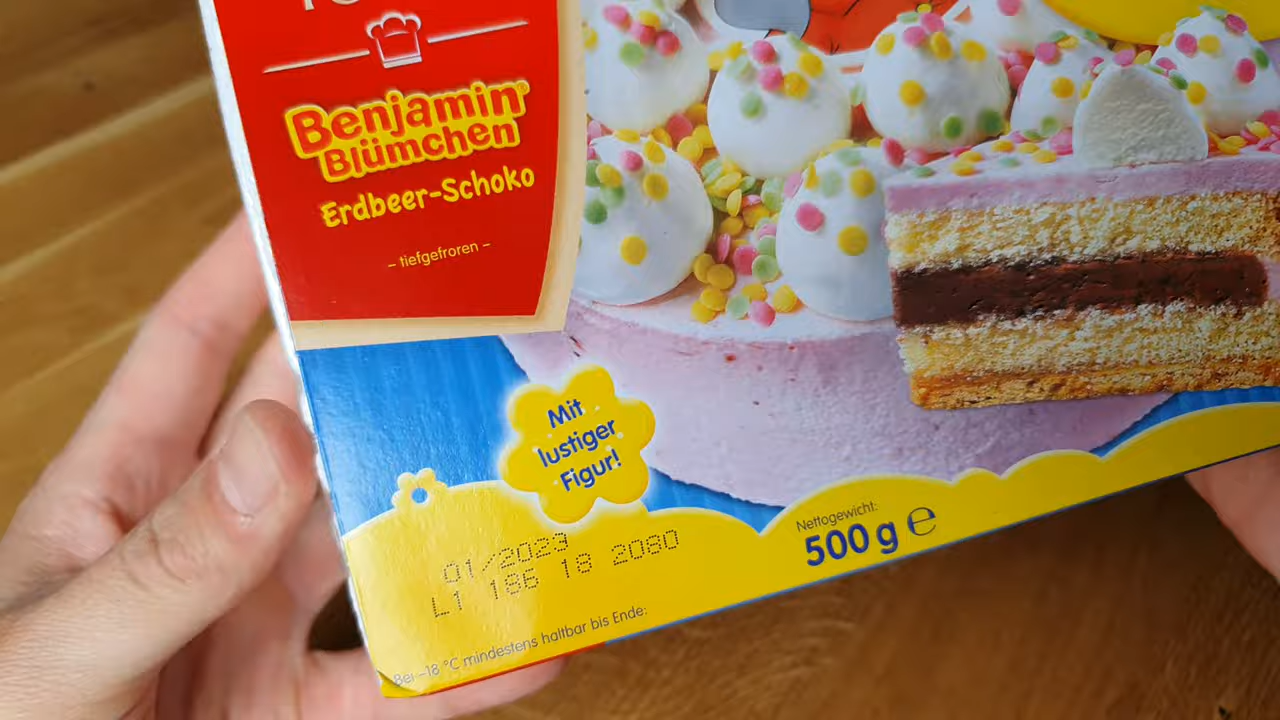 Benjamin®
Blümchen
Erdbeer-Schoko
– tiefgefroren –
Mit
lustiger
Figur!
Nettogewicht:
500 g ℮
01/2023
L1 186 18 2080
Bei –18 °C mindestens haltbar bis Ende: